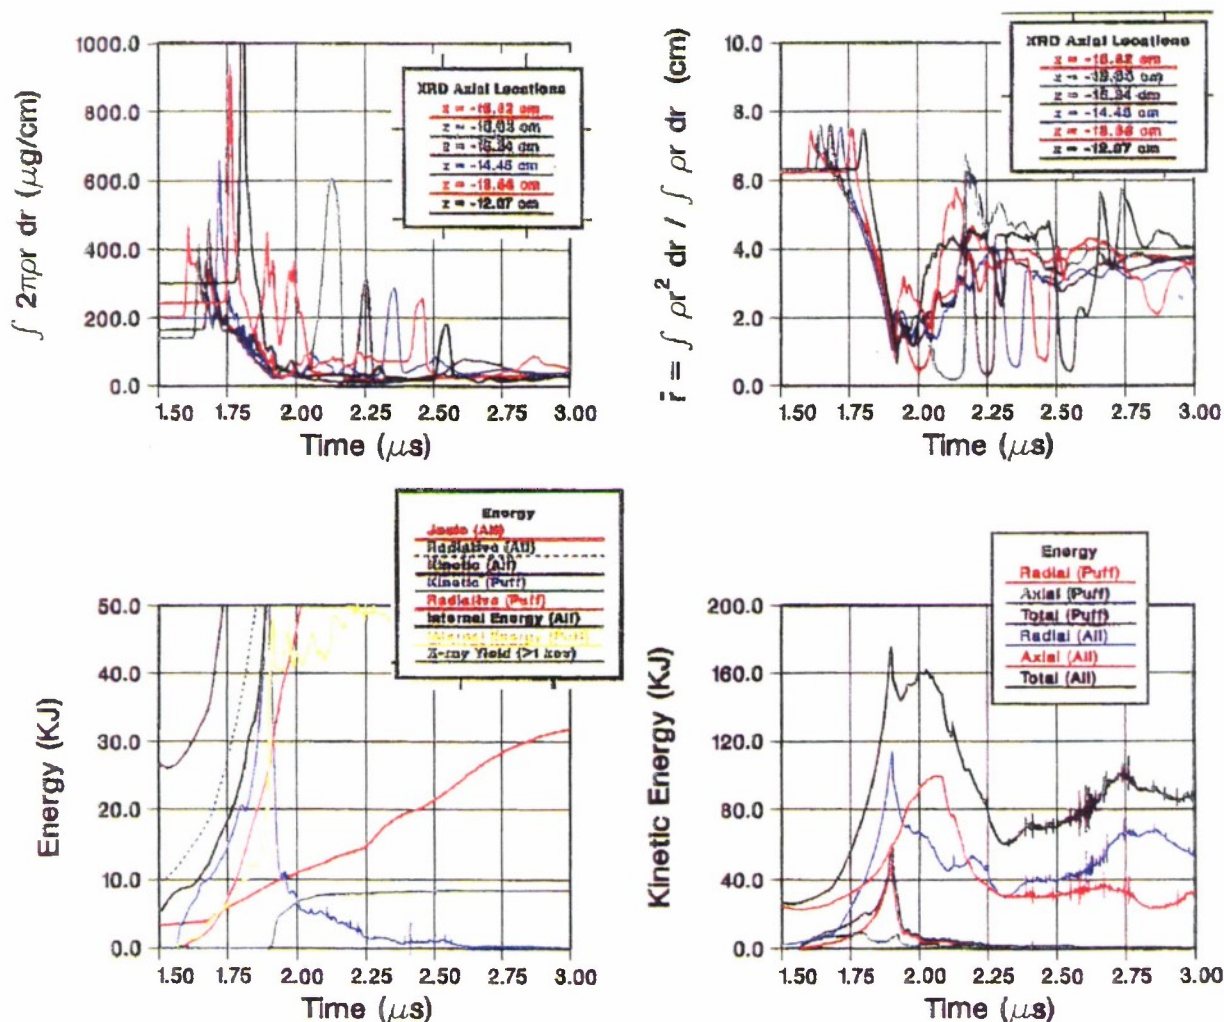 1000.0
800.0
600.0
400.0
200.0
0.0
1.50 1.75 2.00 2.25 2.50 2.75 3.00
Time (μs)
∫ 2πρr dr (μg/cm)
XRD Axial Locations
z = -14.45 cm
z = -12.07 cm
10.0
8.0
6.0
4.0
2.0
0.0
1.50 1.75 2.00 2.25 2.50 2.75 3.00
Time (μs)
r̄ = ∫ ρr² dr / ∫ ρr dr (cm)
XRD Axial Locations
z = -14.45 cm
z = -12.07 cm
50.0
40.0
30.0
20.0
10.0
0.0
1.50 1.75 2.00 2.25 2.50 2.75 3.00
Time (μs)
Energy (KJ)
Energy
Joule (All)
Radiative (All)
Kinetic (All)
Kinetic (Puff)
Radiative (Puff)
Internal Energy (All)
Internal Energy (Puff)
X-ray Yield (>1 kev)
200.0
160.0
120.0
80.0
40.0
0.0
1.50 1.75 2.00 2.25 2.50 2.75 3.00
Time (μs)
Kinetic Energy (KJ)
Energy
Radial (Puff)
Axial (Puff)
Total (Puff)
Radial (All)
Axial (All)
Total (All)